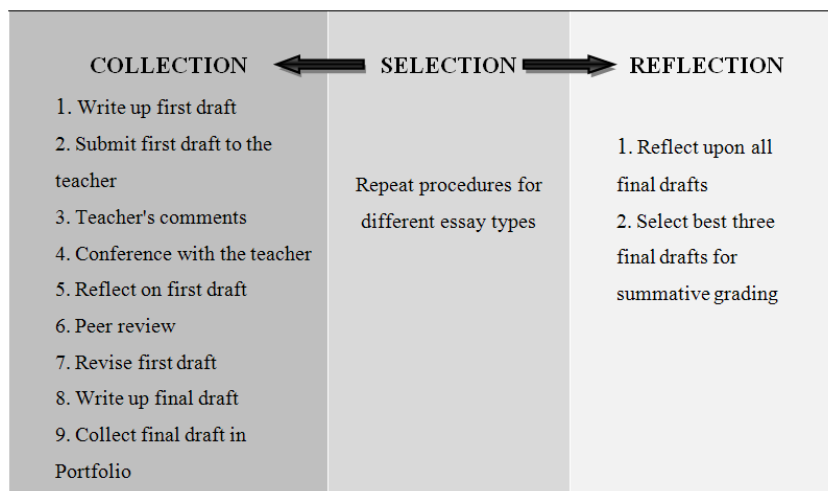 COLLECTION
1. Write up first draft
2. Submit first draft to the
teacher
3. Teacher's comments
4. Conference with the teacher
5. Reflect on first draft
6. Peer review
7. Revise first draft
8. Write up final draft
9. Collect final draft in
Portfolio
SELECTION
Repeat procedures for
different essay types
REFLECTION
1. Reflect upon all
final drafts
2. Select best three
final drafts for
summative grading